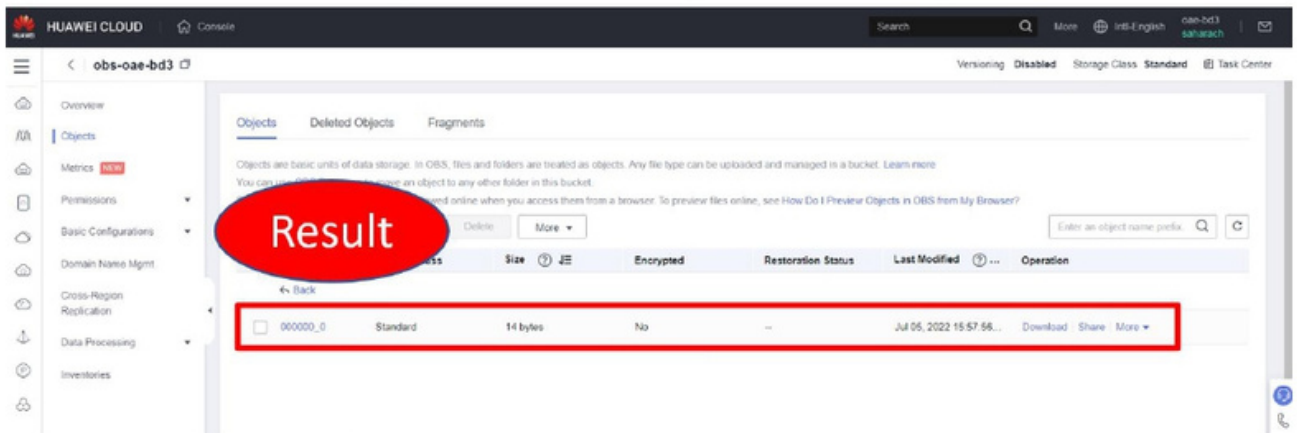 HUAWEI
HUAWEI CLOUD
Console
Search
More
Intl-English
oae-bd3
saharach
obs-oae-bd3
Versioning Disabled
Storage Class Standard
Task Center
Overview
Objects
Metrics NEW
Permissions
Basic Configurations
Domain Name Mgmt
Cross-Region
Replication
Data Processing
Inventories
Objects
Deleted Objects
Fragments
Objects are basic units of data storage. In OBS, files and folders are treated as objects. Any file type can be uploaded and managed in a bucket. Learn more
You can use an object to any other folder in this bucket.
online when you access them from a browser. To preview files online, see How Do I Preview Objects in OBS from My Browser?
Result
Delete
More
Enter an object name prefix.
Size
Encrypted
Restoration Status
Last Modified
...
Operation
Back
000000_0
Standard
14 bytes
No
--
Jul 05, 2022 15:57:56...
Download
Share
More